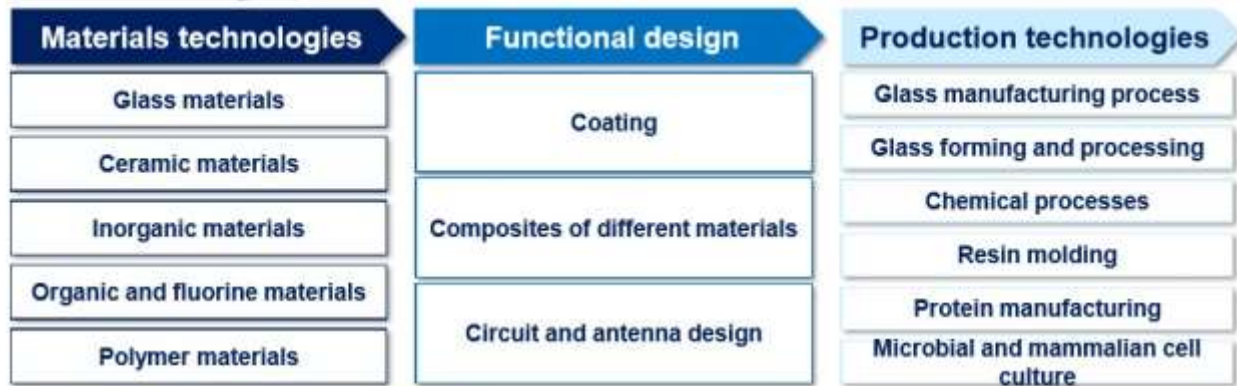 Materials technologies
Glass materials
Ceramic materials
Inorganic materials
Organic and fluorine materials
Polymer materials
Functional design
Coating
Composites of different materials
Circuit and antenna design
Production technologies
Glass manufacturing process
Glass forming and processing
Chemical processes
Resin molding
Protein manufacturing
Microbial and mammalian cell
culture